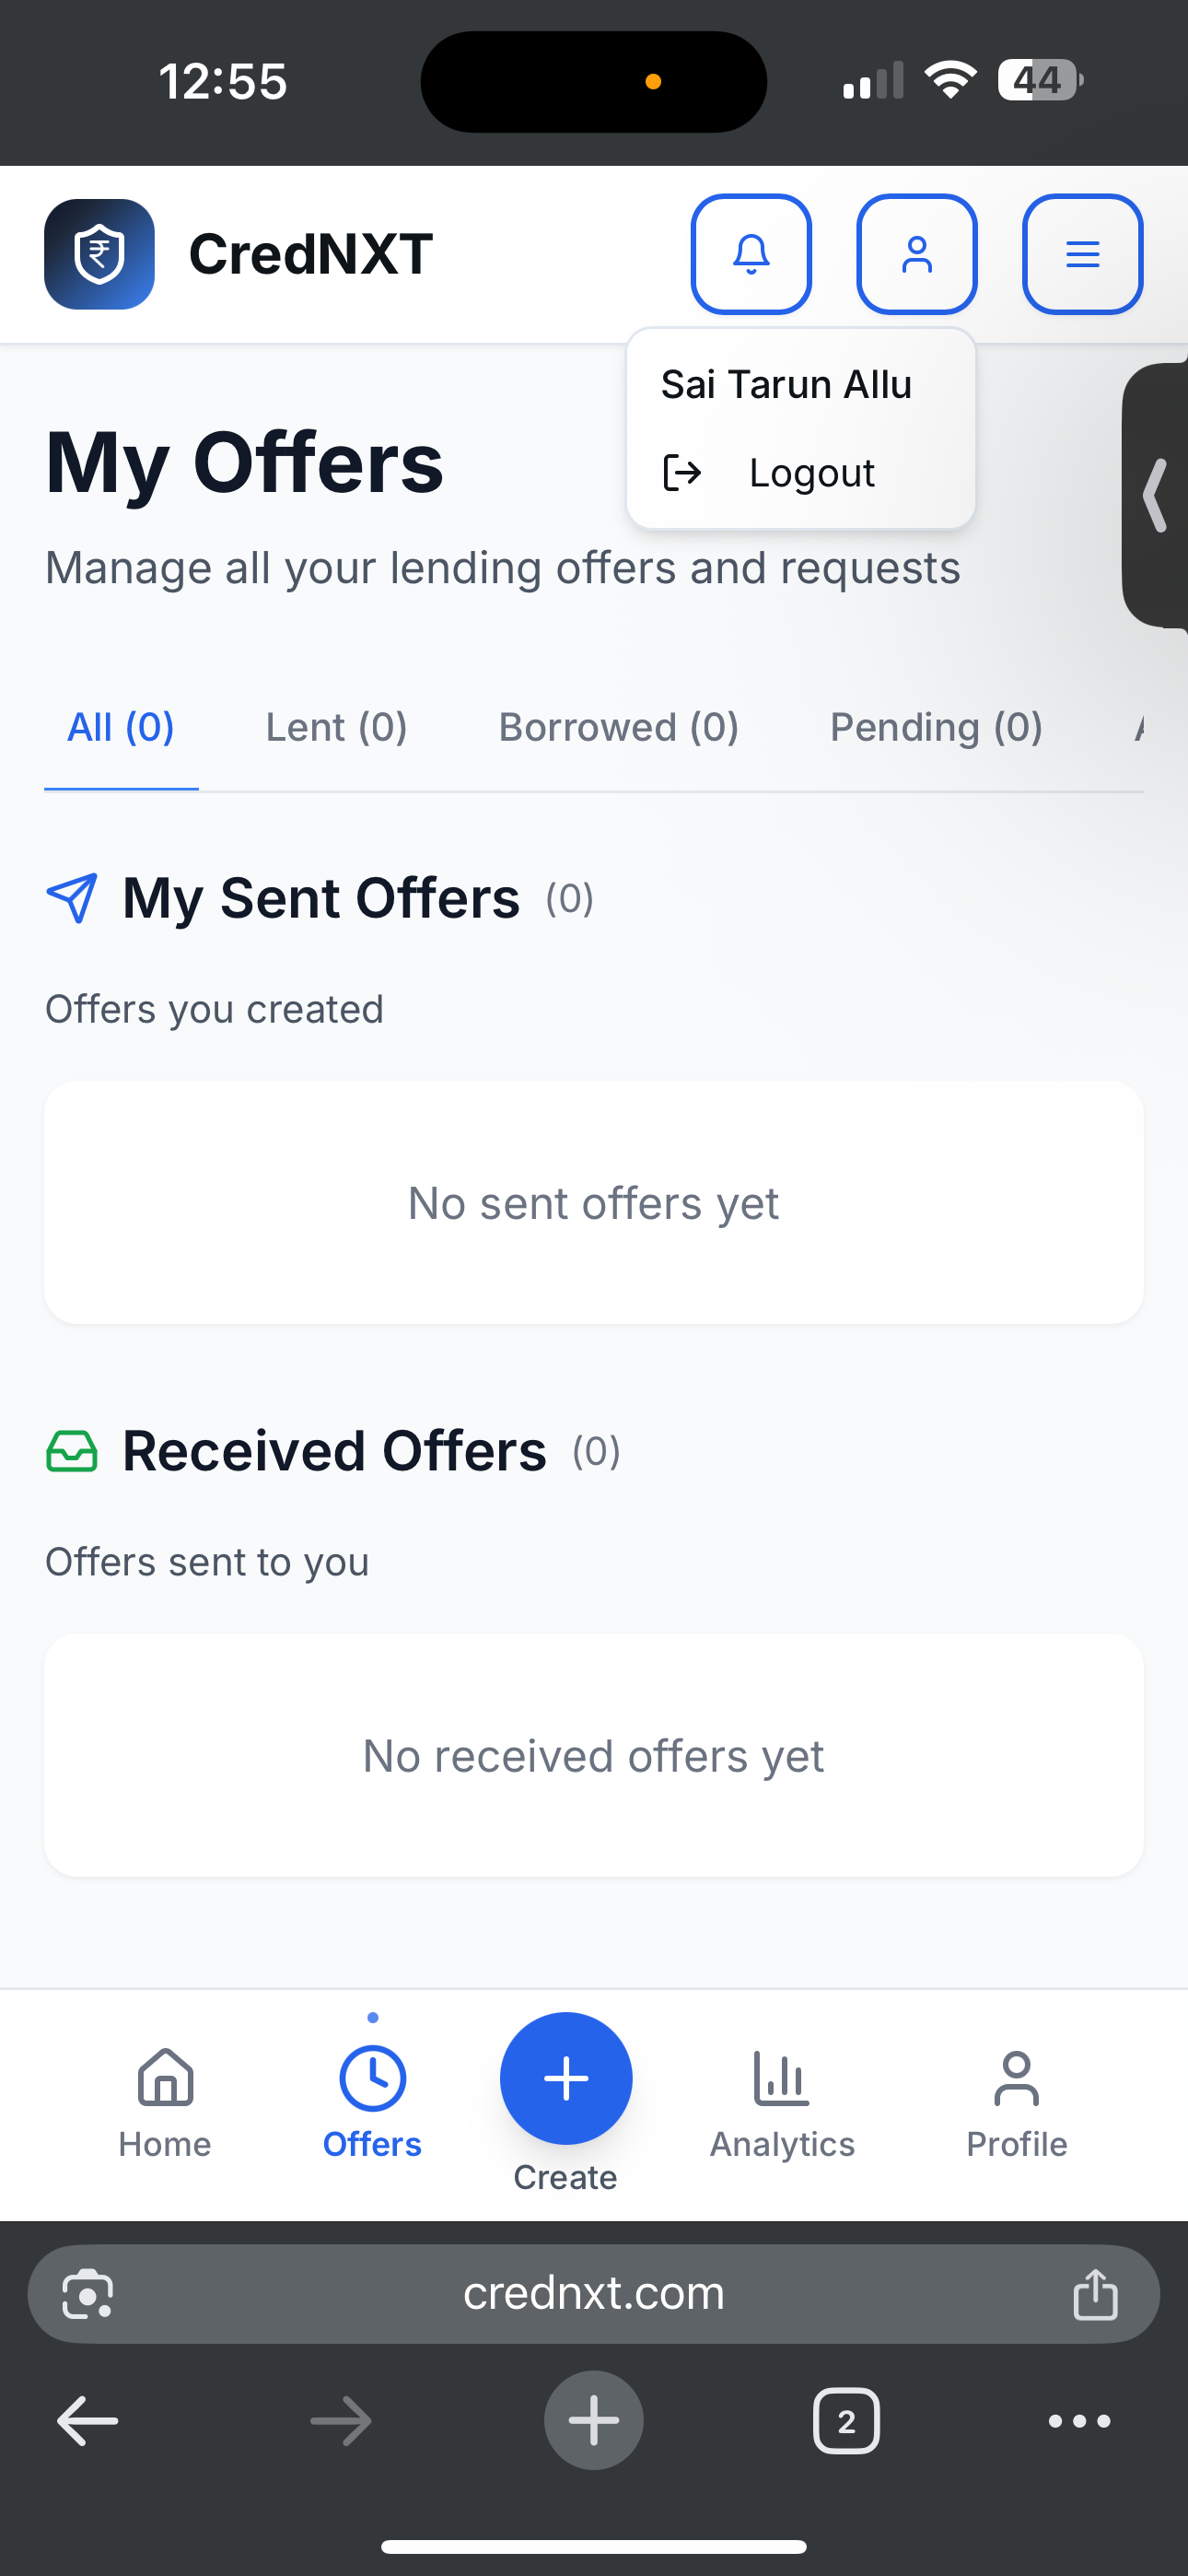 12:55
44
₹
CredNXT
Sai Tarun Allu
Logout
My Offers
Manage all your lending offers and requests
All (0)
Lent (0)
Borrowed (0)
Pending (0)
My Sent Offers (0)
Offers you created
No sent offers yet
Received Offers (0)
Offers sent to you
No received offers yet
Home
Offers
Create
Analytics
Profile
crednxt.com
2